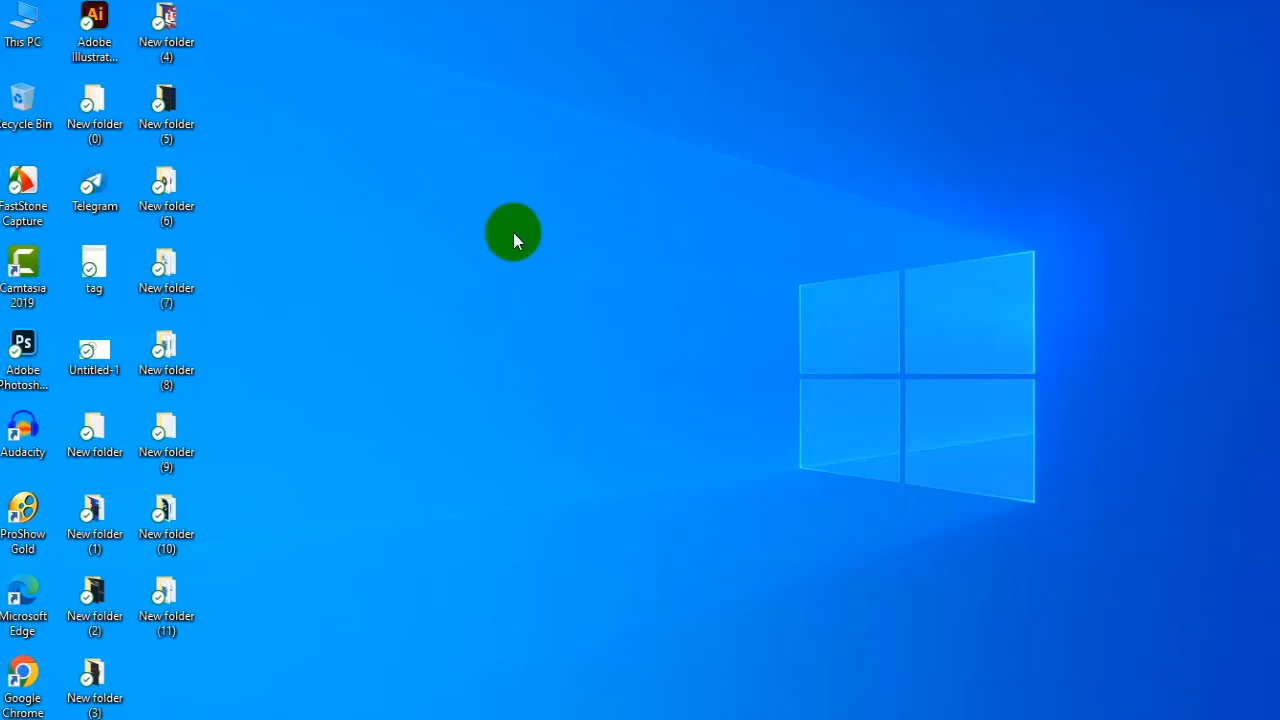 This PC
Adobe
Illustrat...
New folder
(4)
ecycle Bin
New folder
(0)
New folder
(5)
FastStone
Capture
Telegram
New folder
(6)
Camtasia
2019
tag
New folder
(7)
Adobe
Photosh...
Untitled-1
New folder
(8)
Audacity
New folder
New folder
(9)
ProShow
Gold
New folder
(1)
New folder
(10)
Microsoft
Edge
New folder
(2)
New folder
(11)
Google
Chrome
New folder
(3)
Ai
Ps